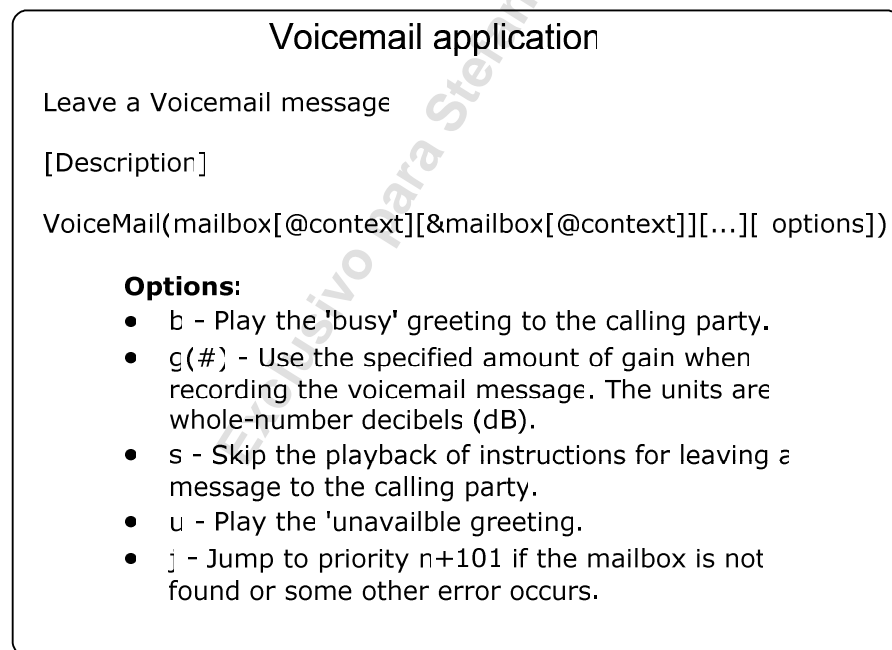 Voicemail application
Leave a Voicemail message
[Description]
VoiceMail(mailbox[@context][&mailbox[@context]][...][ options])
Options:
• b - Play the 'busy' greeting to the calling party.
• g(#) - Use the specified amount of gain when
recording the voicemail message. The units are
whole-number decibels (dB).
• s - Skip the playback of instructions for leaving a
message to the calling party.
• u - Play the 'unavailble greeting.
• j - Jump to priority n+101 if the mailbox is not
found or some other error occurs.
Exclusivo para